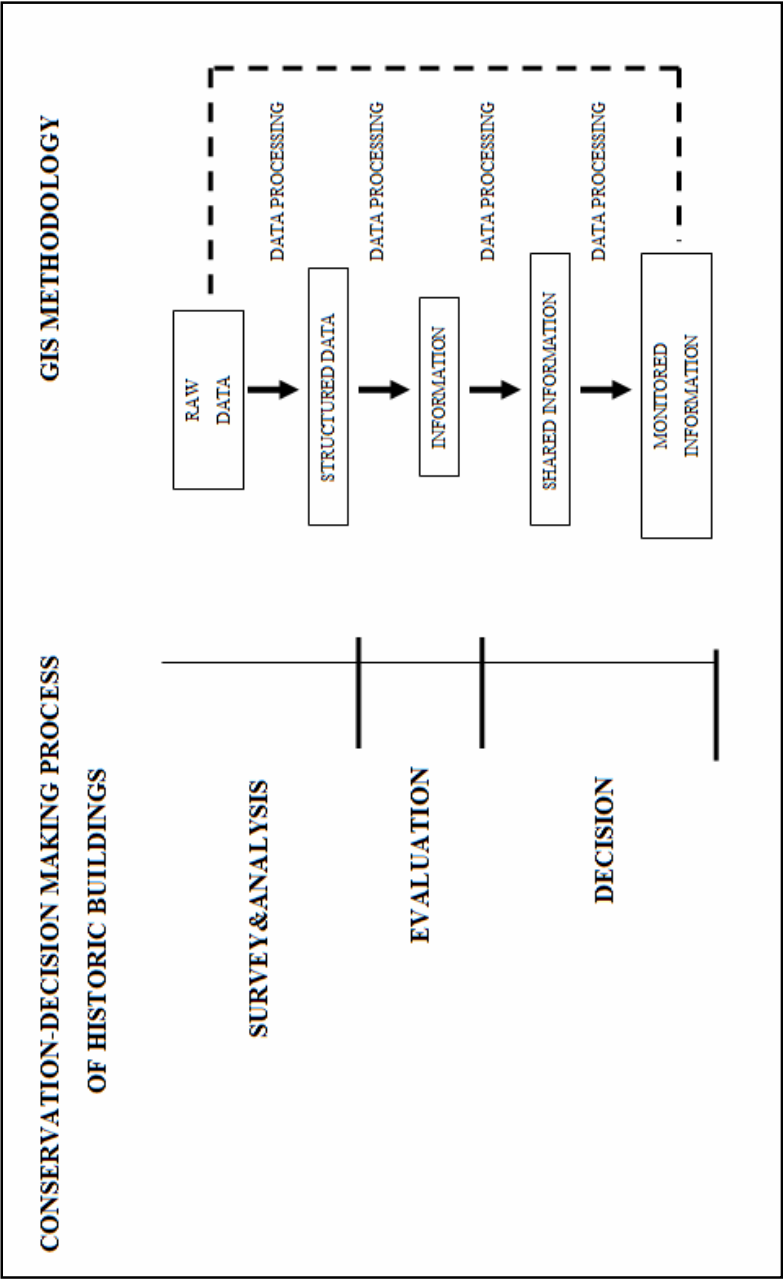 CONSERVATION-DECISION MAKING PROCESS
OF HISTORIC BUILDINGS
GIS METHODOLOGY
SURVEY&ANALYSIS
EVALUATION
DECISION
RAW
DATA
DATA PROCESSING
STRUCTURED DATA
DATA PROCESSING
INFORMATION
DATA PROCESSING
SHARED INFORMATION
DATA PROCESSING
MONITORED
INFORMATION